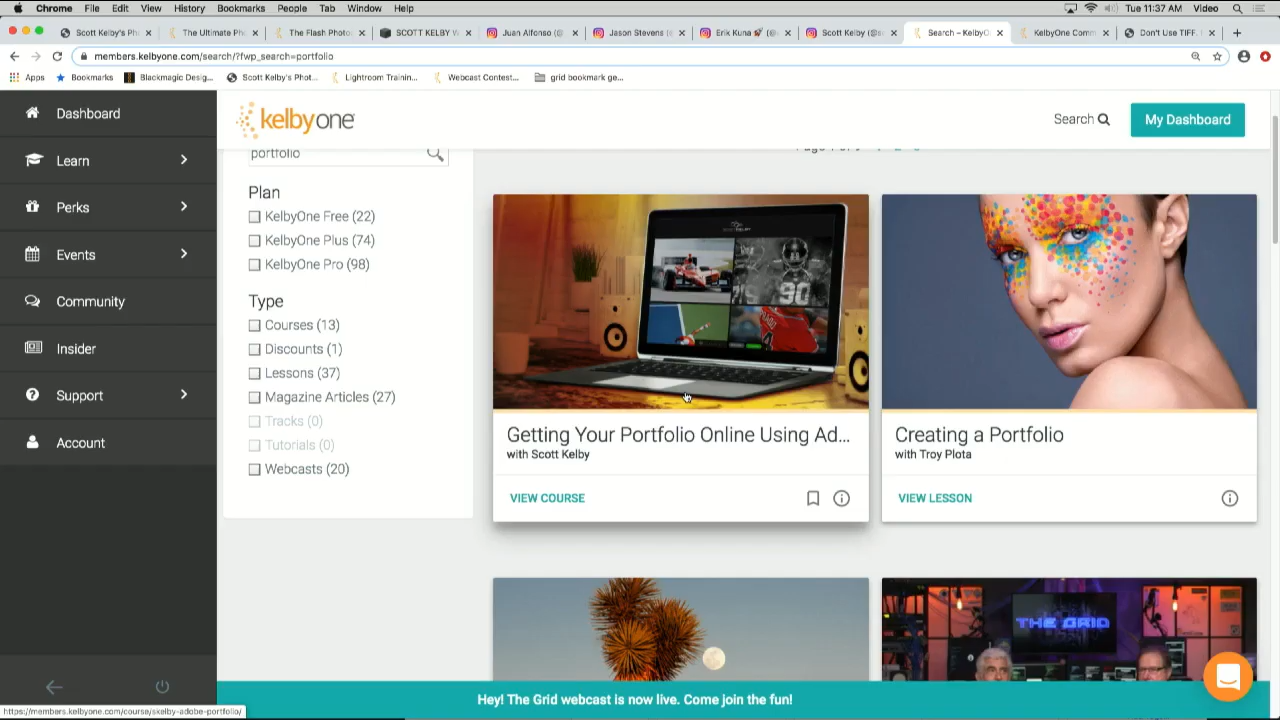 Chrome File Edit View History Bookmarks People Tab Window Help Tue 11:37 AM Video
Scott Kelby's Ph The Ultimate Ph The Flash Photo. SCOTT KELBY Juan Alfonso (@ Jason Stevens ( Erik Kuna 🚀 (@ Scott Kelby (@s Search – KelbyO KelbyOne Comm Don't Use TIFF.
members.kelbyone.com/search/?fwp_search=portfolio
Apps Bookmarks Blackmagic Desig... Scott Kelby's Phot... Lightroom Trainin... Webcast Contest... grid bookmark ge...
Dashboard
Learn
Perks
Events
Community
Insider
Support
Account
kelbyone
Search
My Dashboard
portfolio
Plan
KelbyOne Free (22)
KelbyOne Plus (74)
KelbyOne Pro (98)
Type
Courses (13)
Discounts (1)
Lessons (37)
Magazine Articles (27)
Tracks (0)
Tutorials (0)
Webcasts (20)
90
Getting Your Portfolio Online Using Ad...
with Scott Kelby
VIEW COURSE
Creating a Portfolio
with Troy Plota
VIEW LESSON
THE GRID
Hey! The Grid webcast is now live. Come join the fun!
https://members.kelbyone.com/course/skelby-adobe-portfolio/